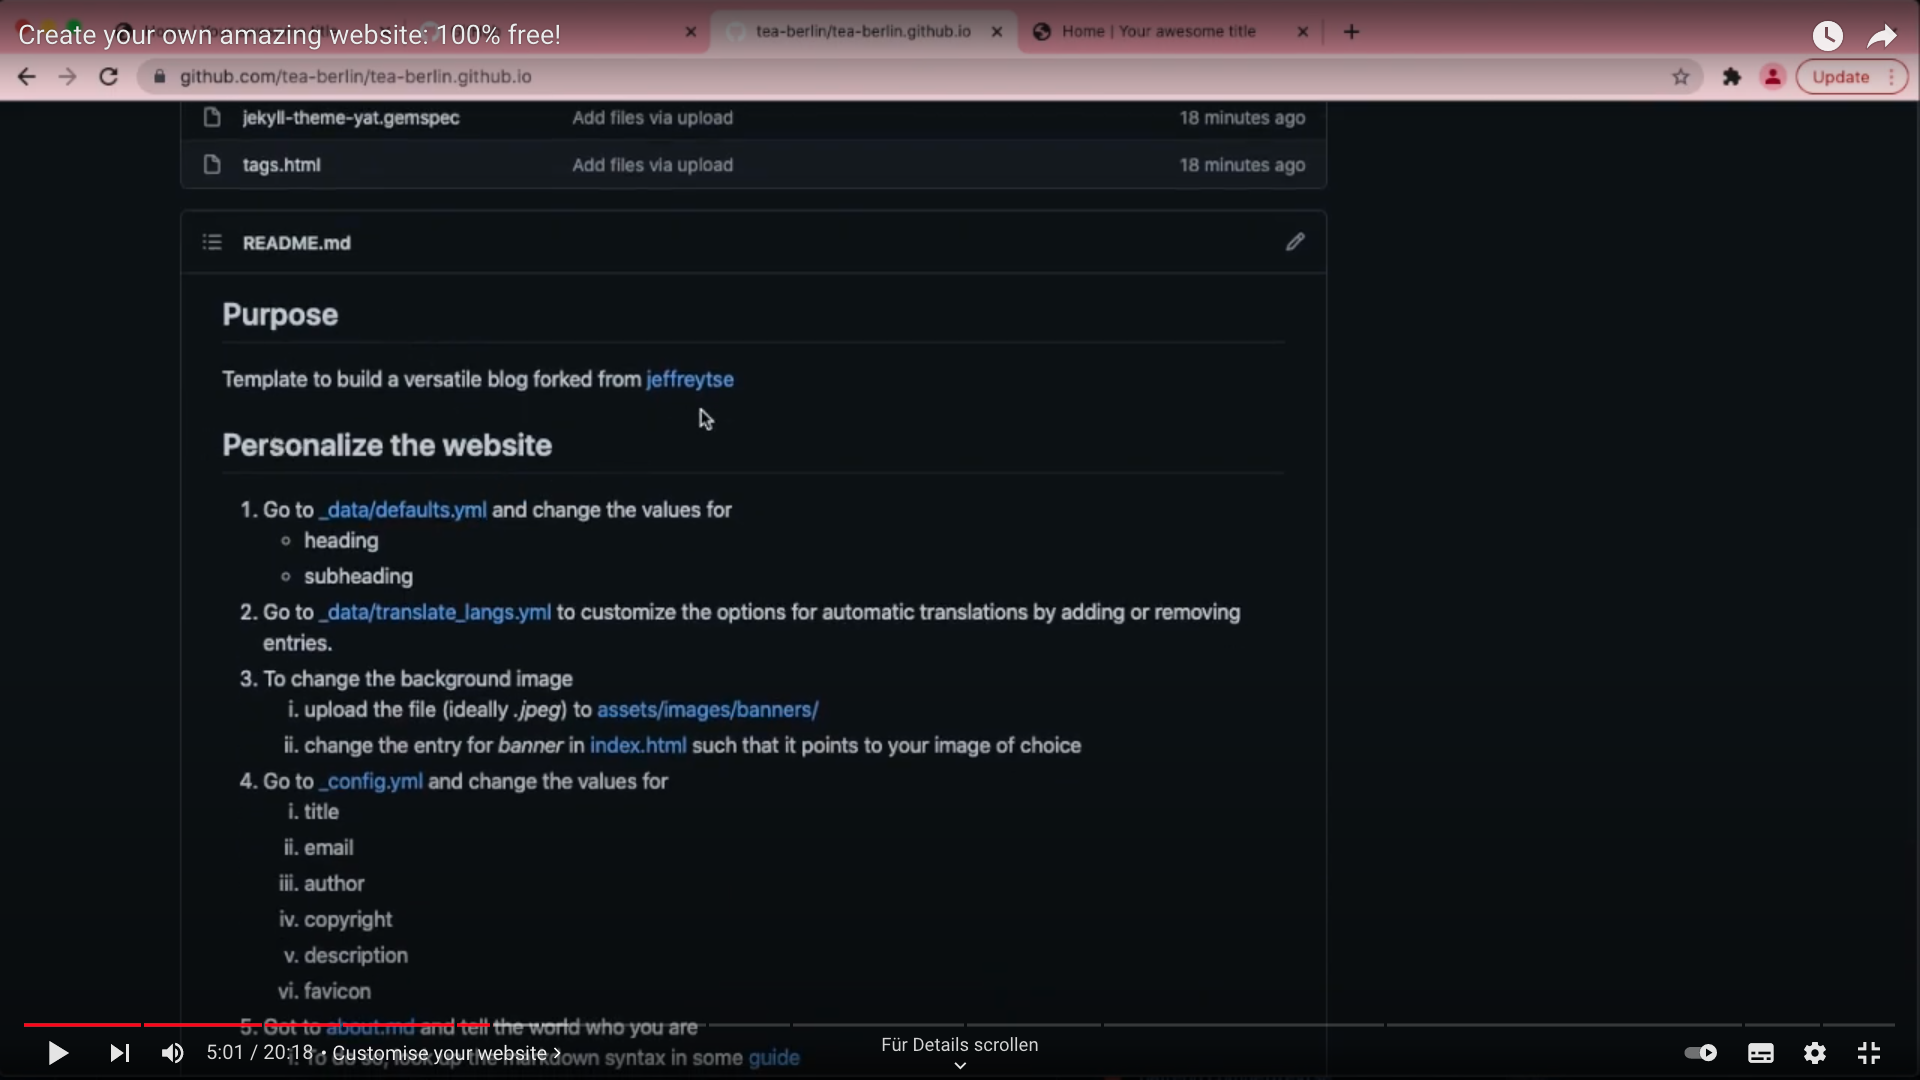 Create your own amazing website: 100% free!
tea-berlin/tea-berlin.github.io
Home | Your awesome title
github.com/tea-berlin/tea-berlin.github.io
Update
jekyll-theme-yat.gemspec Add files via upload 18 minutes ago
tags.html Add files via upload 18 minutes ago
README.md
Purpose
Template to build a versatile blog forked from jeffreytse
Personalize the website
1. Go to _data/defaults.yml and change the values for
heading
subheading
2. Go to _data/translate_langs.yml to customize the options for automatic translations by adding or removing
entries.
3. To change the background image
i. upload the file (ideally .jpeg) to assets/images/banners/
ii. change the entry for banner in index.html such that it points to your image of choice
4. Go to _config.yml and change the values for
i. title
ii. email
iii. author
iv. copyright
v. description
vi. favicon
5. Got to about.md and tell the world who you are
markdown syntax in some guide
5:01 / 20:18 • Customise your website
Für Details scrollen